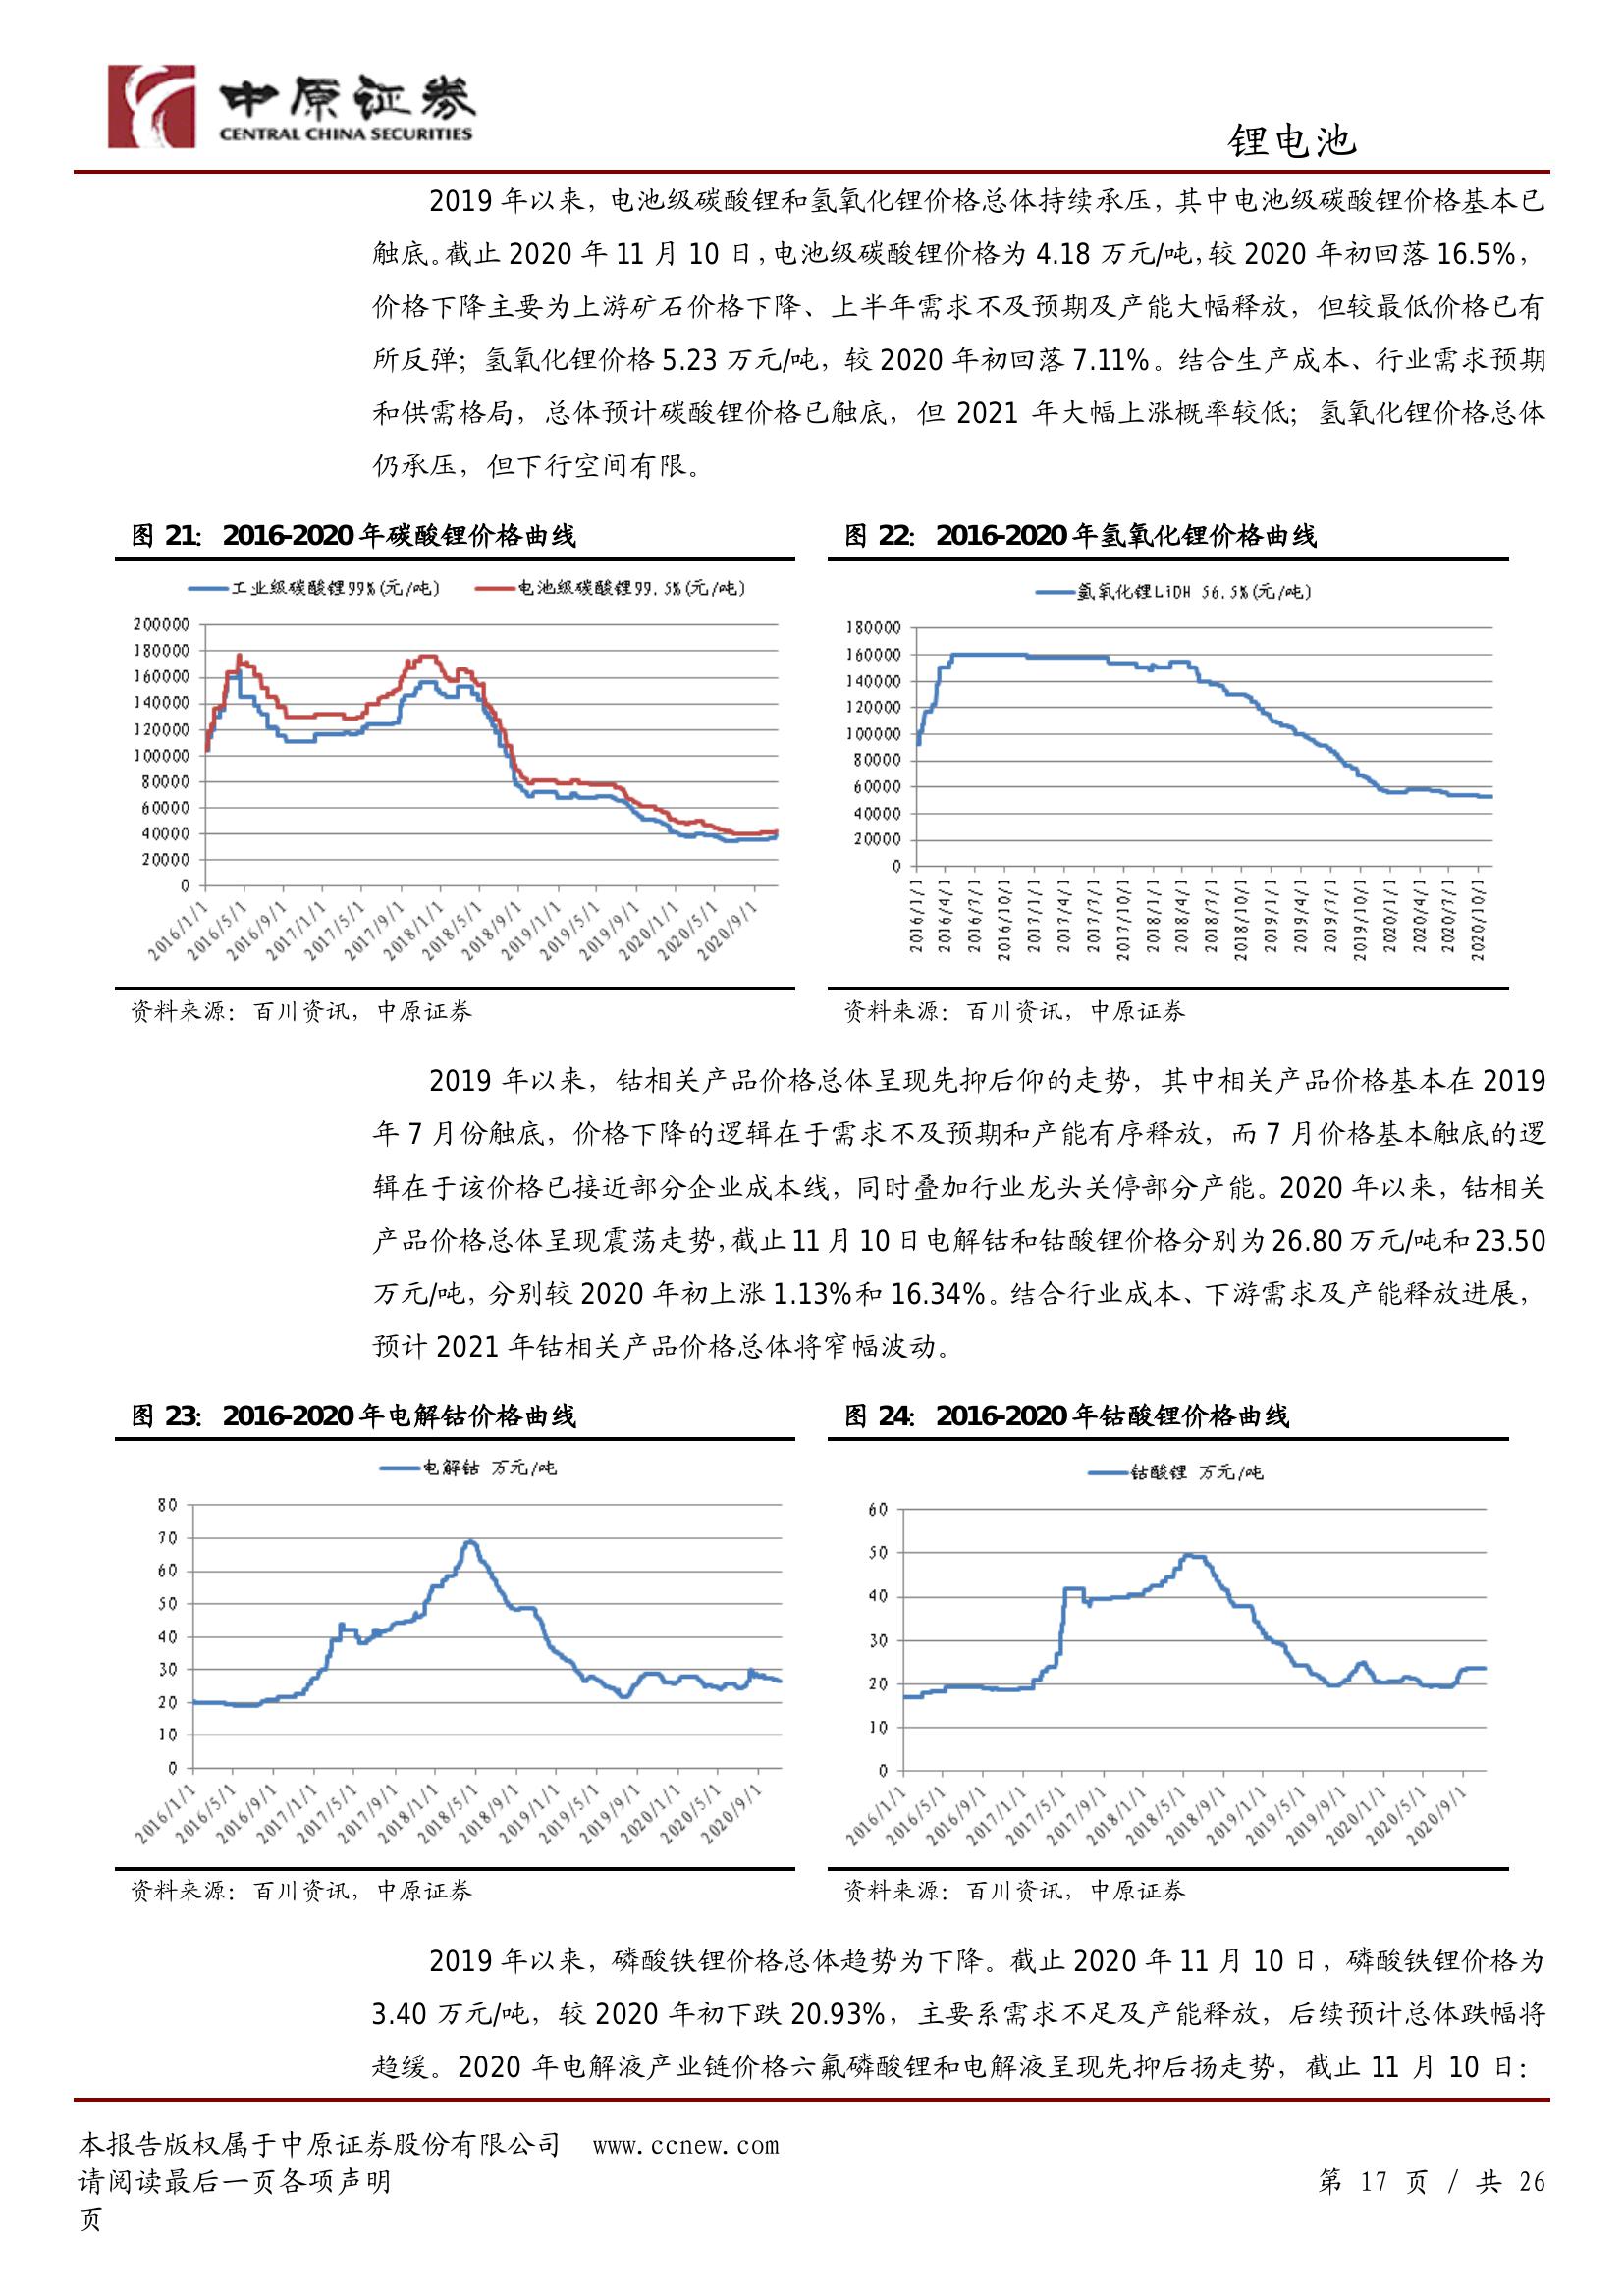 中原证券
CENTRAL CHINA SECURITIES
锂电池
2019 年以来，电池级碳酸锂和氢氧化锂价格总体持续承压，其中电池级碳酸锂价格基本已
触底。截止 2020 年 11 月 10 日，电池级碳酸锂价格为 4.18 万元/吨，较 2020 年初回落 16.5%，
价格下降主要为上游矿石价格下降、上半年需求不及预期及产能大幅释放，但较最低价格已有
所反弹；氢氧化锂价格 5.23 万元/吨，较 2020 年初回落 7.11%。结合生产成本、行业需求预期
和供需格局，总体预计碳酸锂价格已触底，但 2021 年大幅上涨概率较低；氢氧化锂价格总体
仍承压，但下行空间有限。
图 21： 2016-2020 年碳酸锂价格曲线
工业级碳酸锂99%(元/吨) 电池级碳酸锂99.5%(元/吨)
200000
180000
160000
140000
120000
100000
80000
60000
40000
20000
0
2016/1/1 2016/5/1 2016/9/1 2017/1/1 2017/5/1 2017/9/1 2018/1/1 2018/5/1 2018/9/1 2019/1/1 2019/5/1 2019/9/1 2020/1/1 2020/5/1 2020/9/1
资料来源：百川资讯，中原证券
图 22： 2016-2020 年氢氧化锂价格曲线
氢氧化锂LiOH 56.5%(元/吨)
180000
160000
140000
120000
100000
80000
60000
40000
20000
0
2016/1/1 2016/4/1 2016/7/1 2016/10/1 2017/1/1 2017/4/1 2017/7/1 2017/10/1 2018/1/1 2018/4/1 2018/7/1 2018/10/1 2019/1/1 2019/4/1 2019/7/1 2019/10/1 2020/1/1 2020/4/1 2020/7/1 2020/10/1
资料来源：百川资讯，中原证券
2019 年以来，钴相关产品价格总体呈现先抑后仰的走势，其中相关产品价格基本在 2019
年 7 月份触底，价格下降的逻辑在于需求不及预期和产能有序释放，而 7 月价格基本触底的逻
辑在于该价格已接近部分企业成本线，同时叠加行业龙头关停部分产能。2020 年以来，钴相关
产品价格总体呈现震荡走势，截止 11 月 10 日电解钴和钴酸锂价格分别为 26.80 万元/吨和 23.50
万元/吨，分别较 2020 年初上涨 1.13%和 16.34%。结合行业成本、下游需求及产能释放进展，
预计 2021 年钴相关产品价格总体将窄幅波动。
图 23： 2016-2020 年电解钴价格曲线
电解钴 万元/吨
80
70
60
50
40
30
20
10
0
2016/1/1 2016/5/1 2016/9/1 2017/1/1 2017/5/1 2017/9/1 2018/1/1 2018/5/1 2018/9/1 2019/1/1 2019/5/1 2019/9/1 2020/1/1 2020/5/1 2020/9/1
资料来源：百川资讯，中原证券
图 24： 2016-2020 年钴酸锂价格曲线
钴酸锂 万元/吨
60
50
40
30
20
10
0
2016/1/1 2016/5/1 2016/9/1 2017/1/1 2017/5/1 2017/9/1 2018/1/1 2018/5/1 2018/9/1 2019/1/1 2019/5/1 2019/9/1 2020/1/1 2020/5/1 2020/9/1
资料来源：百川资讯，中原证券
2019 年以来，磷酸铁锂价格总体趋势为下降。截止 2020 年 11 月 10 日，磷酸铁锂价格为
3.40 万元/吨，较 2020 年初下跌 20.93%，主要系需求不足及产能释放，后续预计总体跌幅将
趋缓。2020 年电解液产业链价格六氟磷酸锂和电解液呈现先抑后扬走势，截止 11 月 10 日：
本报告版权属于中原证券股份有限公司 www.ccnew.com
请阅读最后一页各项声明 第 17 页 / 共 26
页